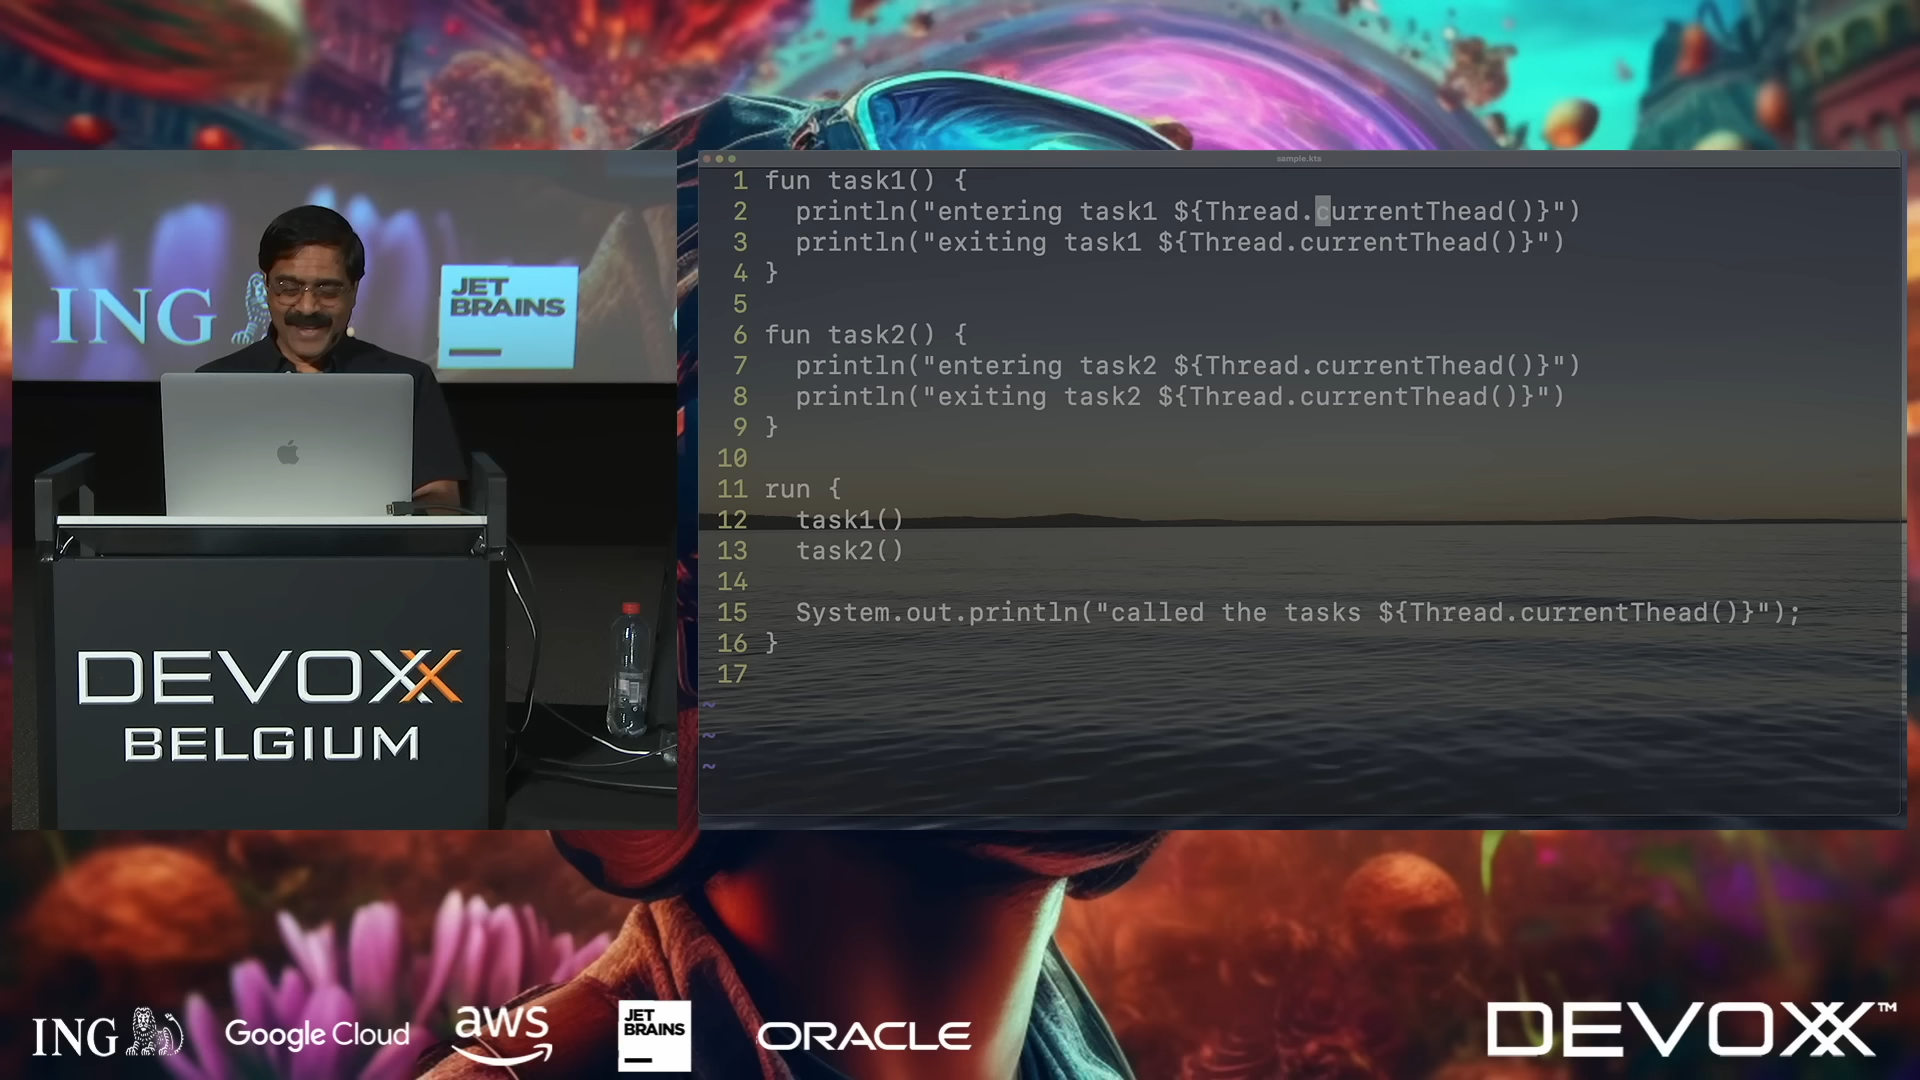 ING
JET
BRAINS
DEVOXX
BELGIUM
sample.kts
1 fun task1() {
2   println("entering task1 ${Thread.currentThead()}")
3   println("exiting task1 ${Thread.currentThead()}")
4 }
5
6 fun task2() {
7   println("entering task2 ${Thread.currentThead()}")
8   println("exiting task2 ${Thread.currentThead()}")
9 }
10
11 run {
12   task1()
13   task2()
14
15   System.out.println("called the tasks ${Thread.currentThead()}");
16 }
17
~
~
~
ING
Google Cloud
aws
JET
BRAINS
ORACLE
DEVOXX™